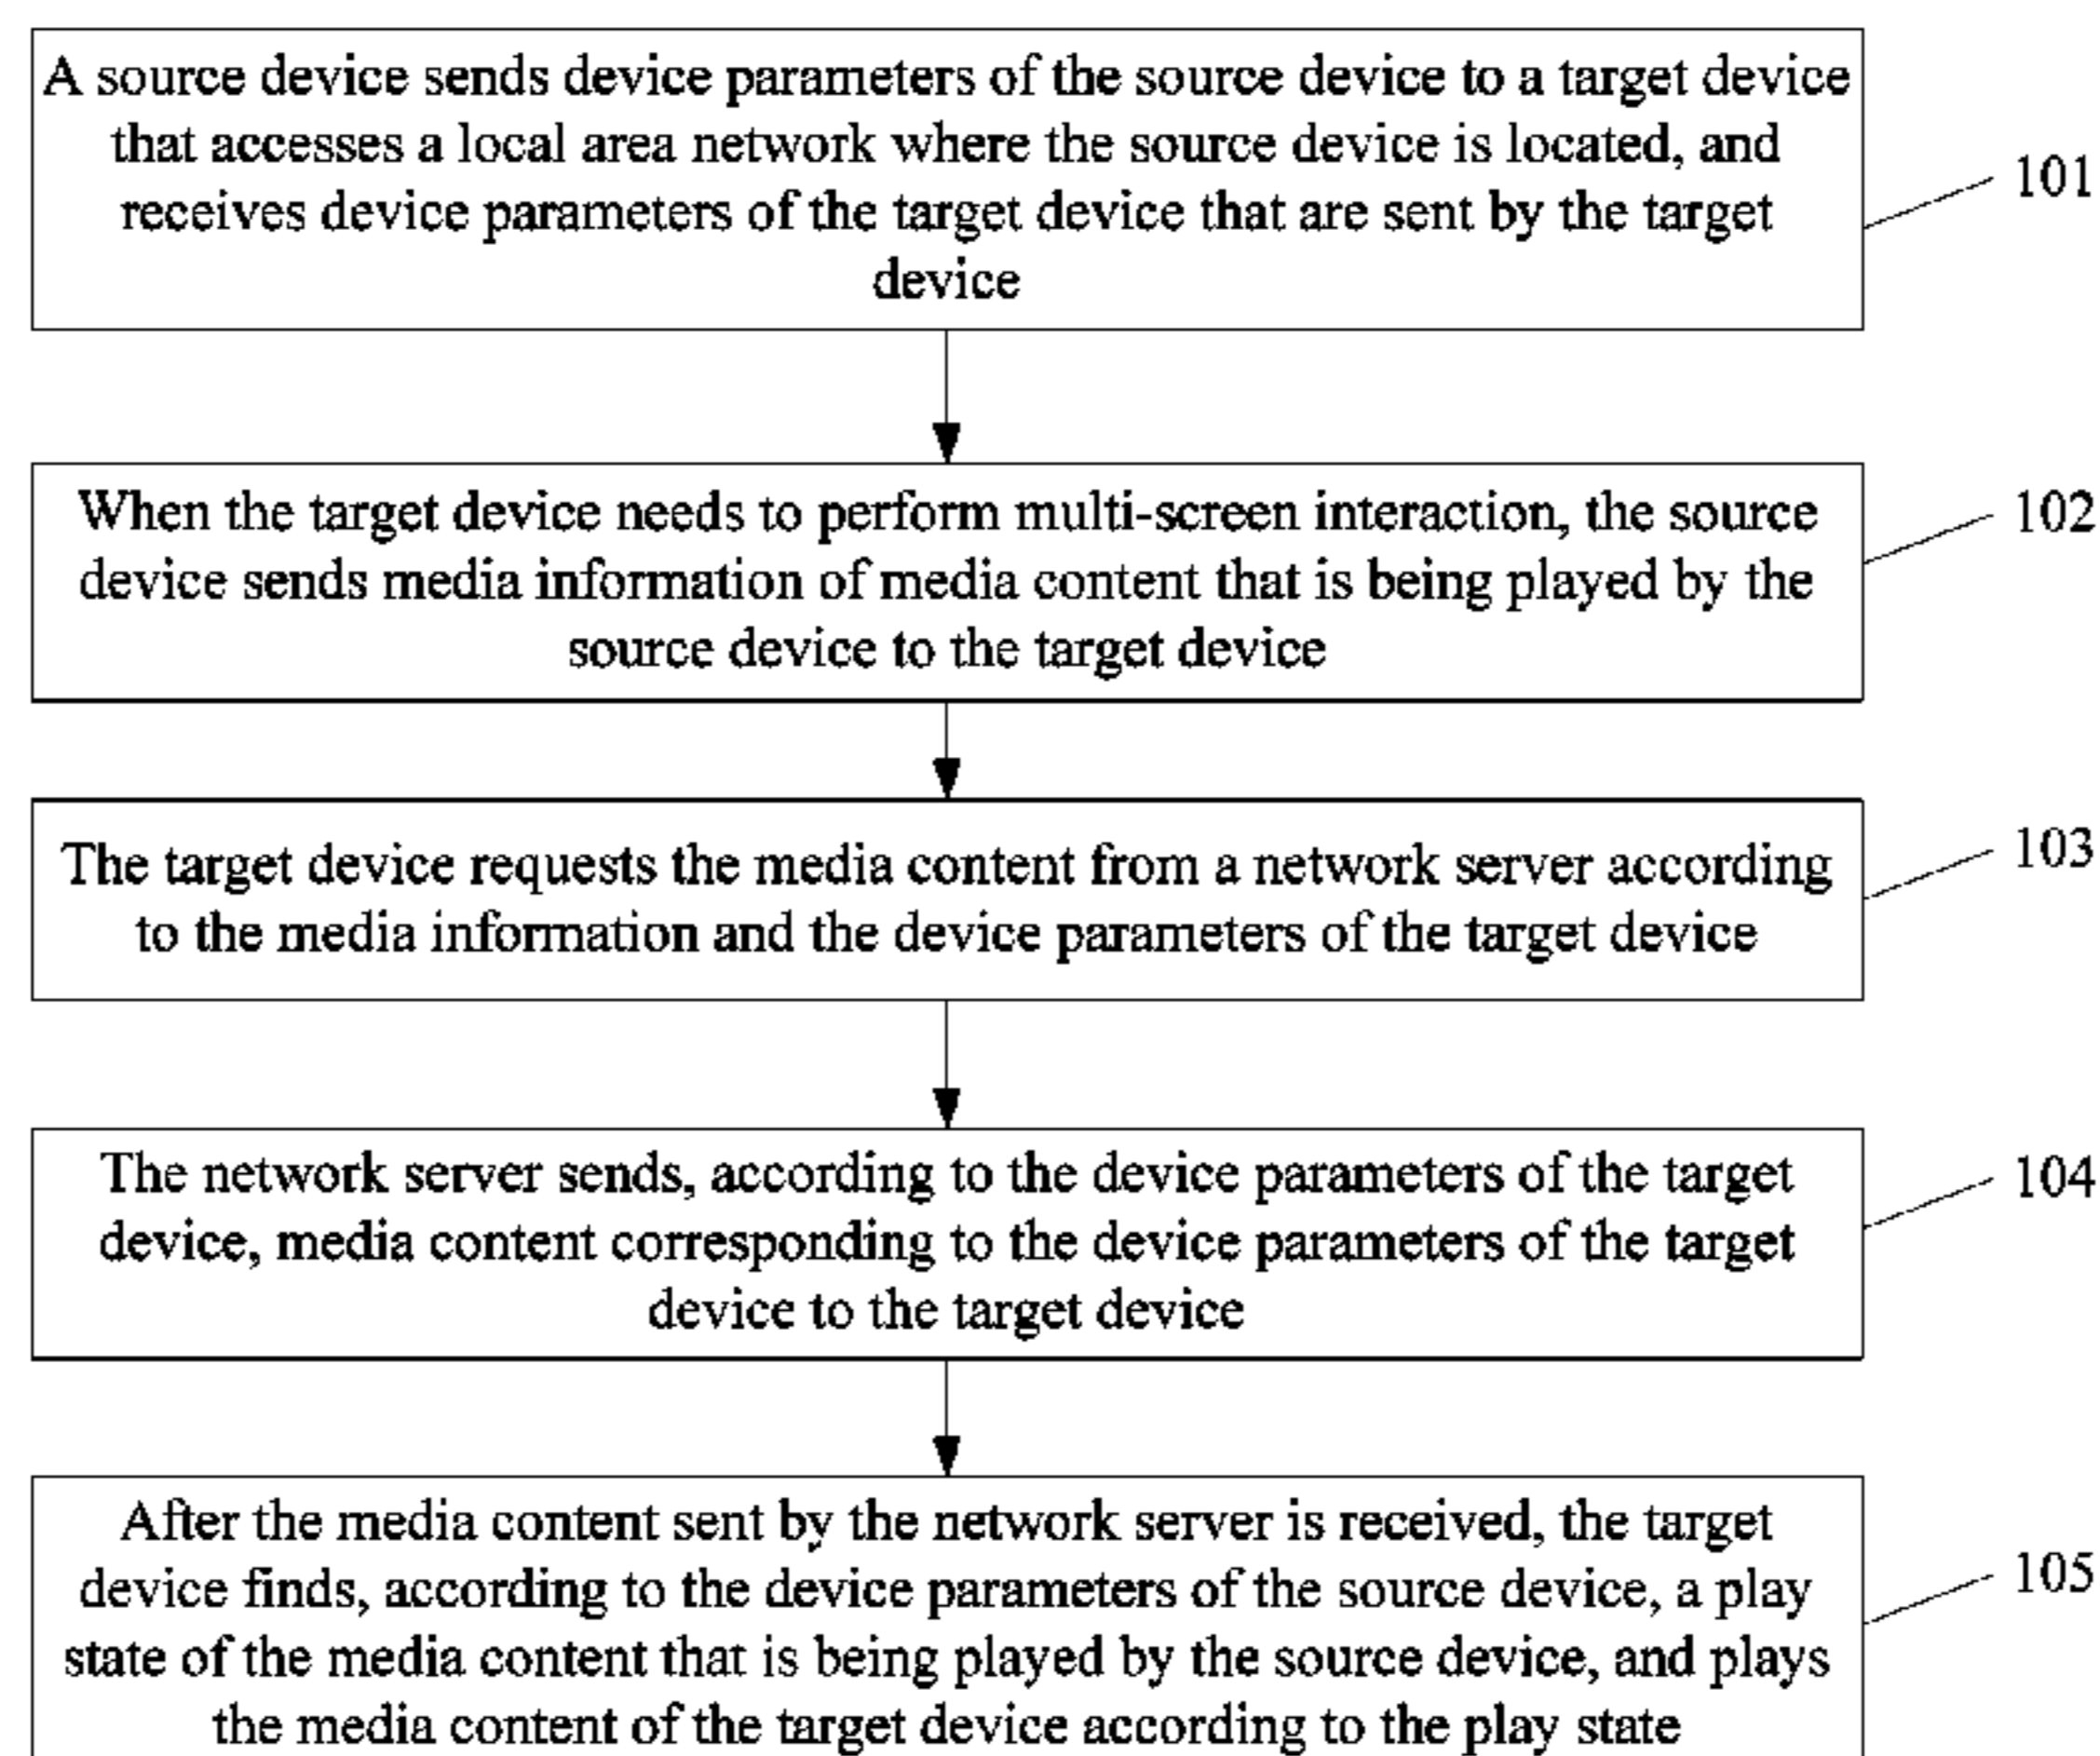 A source device sends device parameters of the source device to a target device
that accesses a local area network where the source device is located, and
receives device parameters of the target device that are sent by the target
device
101
When the target device needs to perform multi-screen interaction, the source
device sends media information of media content that is being played by the
source device to the target device
102
The target device requests the media content from a network server according
to the media information and the device parameters of the target device
103
The network server sends, according to the device parameters of the target
device, media content corresponding to the device parameters of the target
device to the target device
104
After the media content sent by the network server is received, the target
device finds, according to the device parameters of the source device, a play
state of the media content that is being played by the source device, and plays
the media content of the target device according to the play state
105